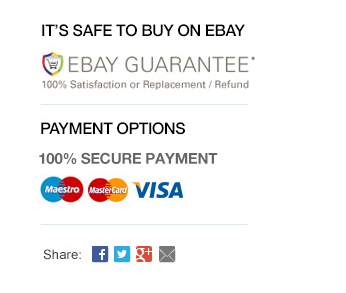 IT'S SAFE TO BUY ON EBAY
EBAY GUARANTEE*
100% Satisfaction or Replacement / Refund
PAYMENT OPTIONS
100% SECURE PAYMENT
Maestro MasterCard VISA
Share: f g+